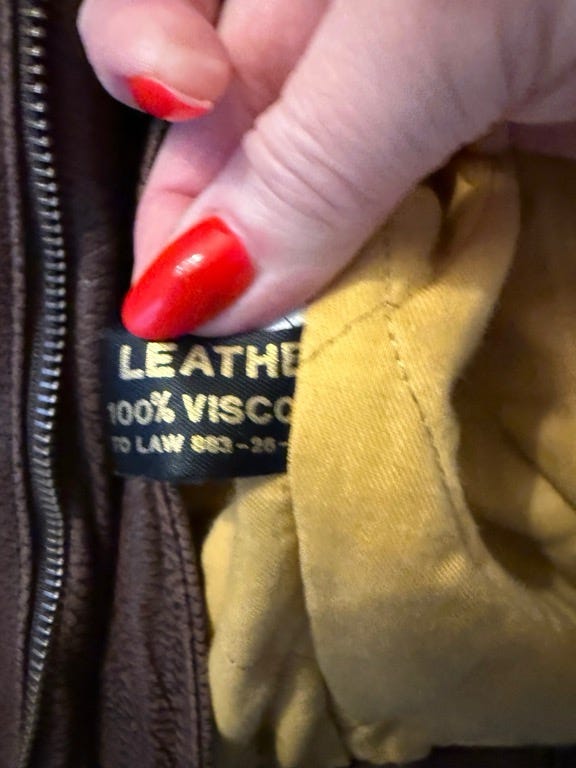 LEATHE
100% VISCO
TO LAW 883-26-